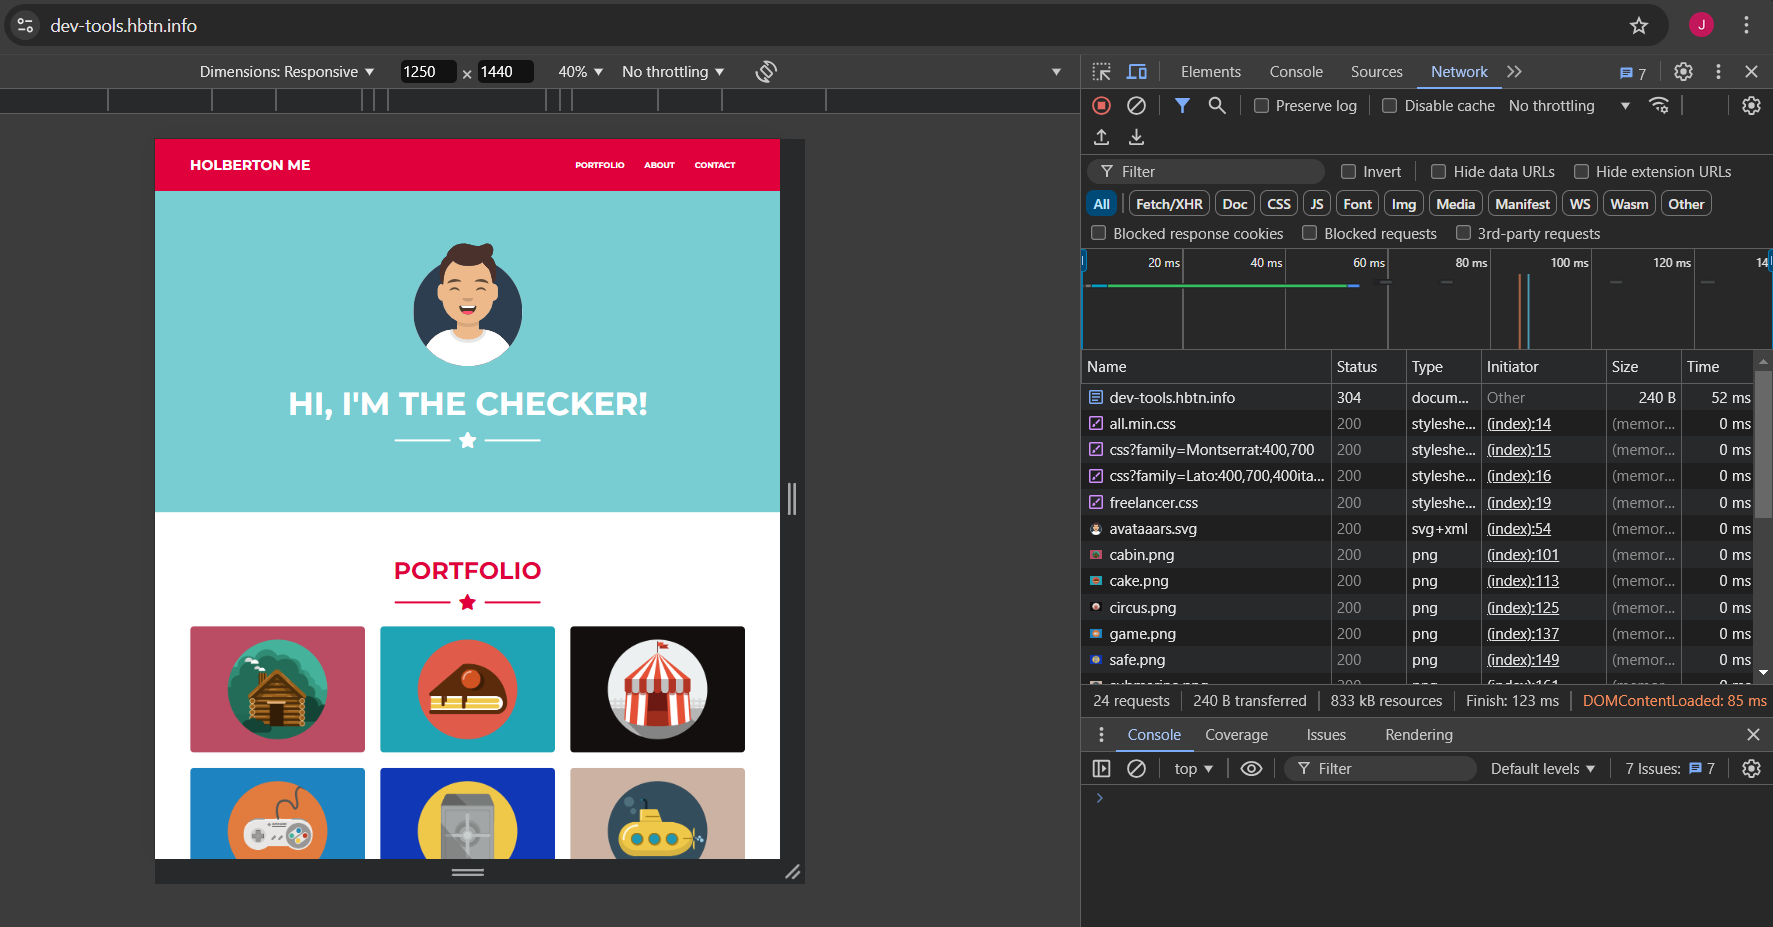 dev-tools.hbtn.info
J
Dimensions: Responsive 1250 × 1440 40% No throttling
Elements Console Sources Network 7
Preserve log Disable cache No throttling
Filter Invert Hide data URLs Hide extension URLs
All Fetch/XHR Doc CSS JS Font Img Media Manifest WS Wasm Other
Blocked response cookies Blocked requests 3rd-party requests
20 ms 40 ms 60 ms 80 ms 100 ms 120 ms 14
Name Status Type Initiator Size Time
dev-tools.hbtn.info 304 docum... Other 240 B 52 ms
all.min.css 200 styleshe... (index):14 (memor... 0 ms
css?family=Montserrat:400,700 200 styleshe... (index):15 (memor... 0 ms
css?family=Lato:400,700,400ita... 200 styleshe... (index):16 (memor... 0 ms
freelancer.css 200 styleshe... (index):19 (memor... 0 ms
avataaars.svg 200 svg+xml (index):54 (memor... 0 ms
cabin.png 200 png (index):101 (memor... 0 ms
cake.png 200 png (index):113 (memor... 0 ms
circus.png 200 png (index):125 (memor... 0 ms
game.png 200 png (index):137 (memor... 0 ms
safe.png 200 png (index):149 (memor... 0 ms
24 requests 240 B transferred 833 kB resources Finish: 123 ms DOMContentLoaded: 85 ms
Console Coverage Issues Rendering
top Filter Default levels 7 Issues: 7
HOLBERTON ME PORTFOLIO ABOUT CONTACT
HI, I'M THE CHECKER!
PORTFOLIO